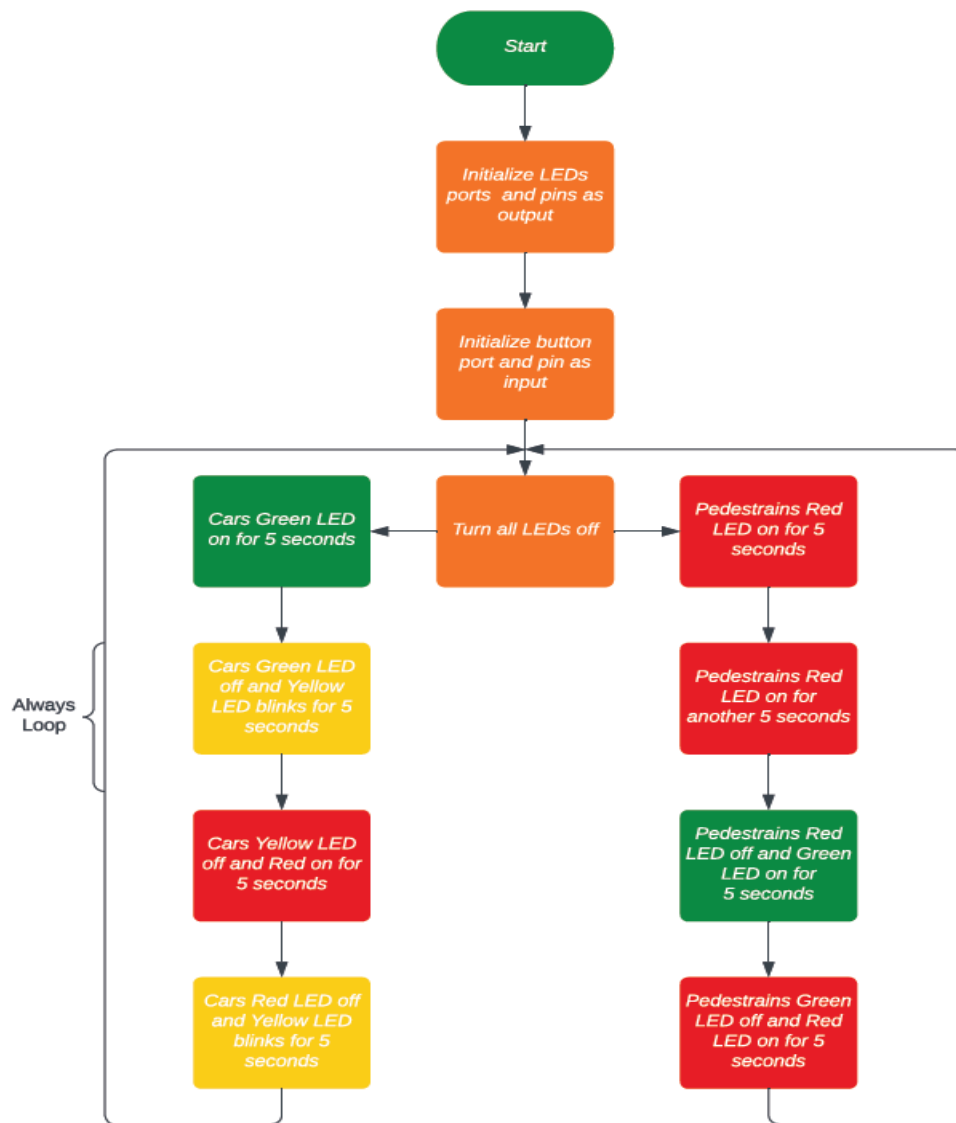 Start
Initialize LEDs
ports and pins as
output
Initialize button
port and pin as
input
Cars Green LED
on for 5 seconds
Turn all LEDs off
Pedestrains Red
LED on for 5
seconds
Cars Green LED
off and Yellow
LED blinks for 5
seconds
Pedestrains Red
LED on for
another 5 seconds
Always
Loop
Cars Yellow LED
off and Red on for
5 seconds
Pedestrains Red
LED off and Green
LED on for
5 seconds
Cars Red LED off
and Yellow LED
blinks for 5
seconds
Pedestrains Green
LED off and Red
LED on for 5
seconds